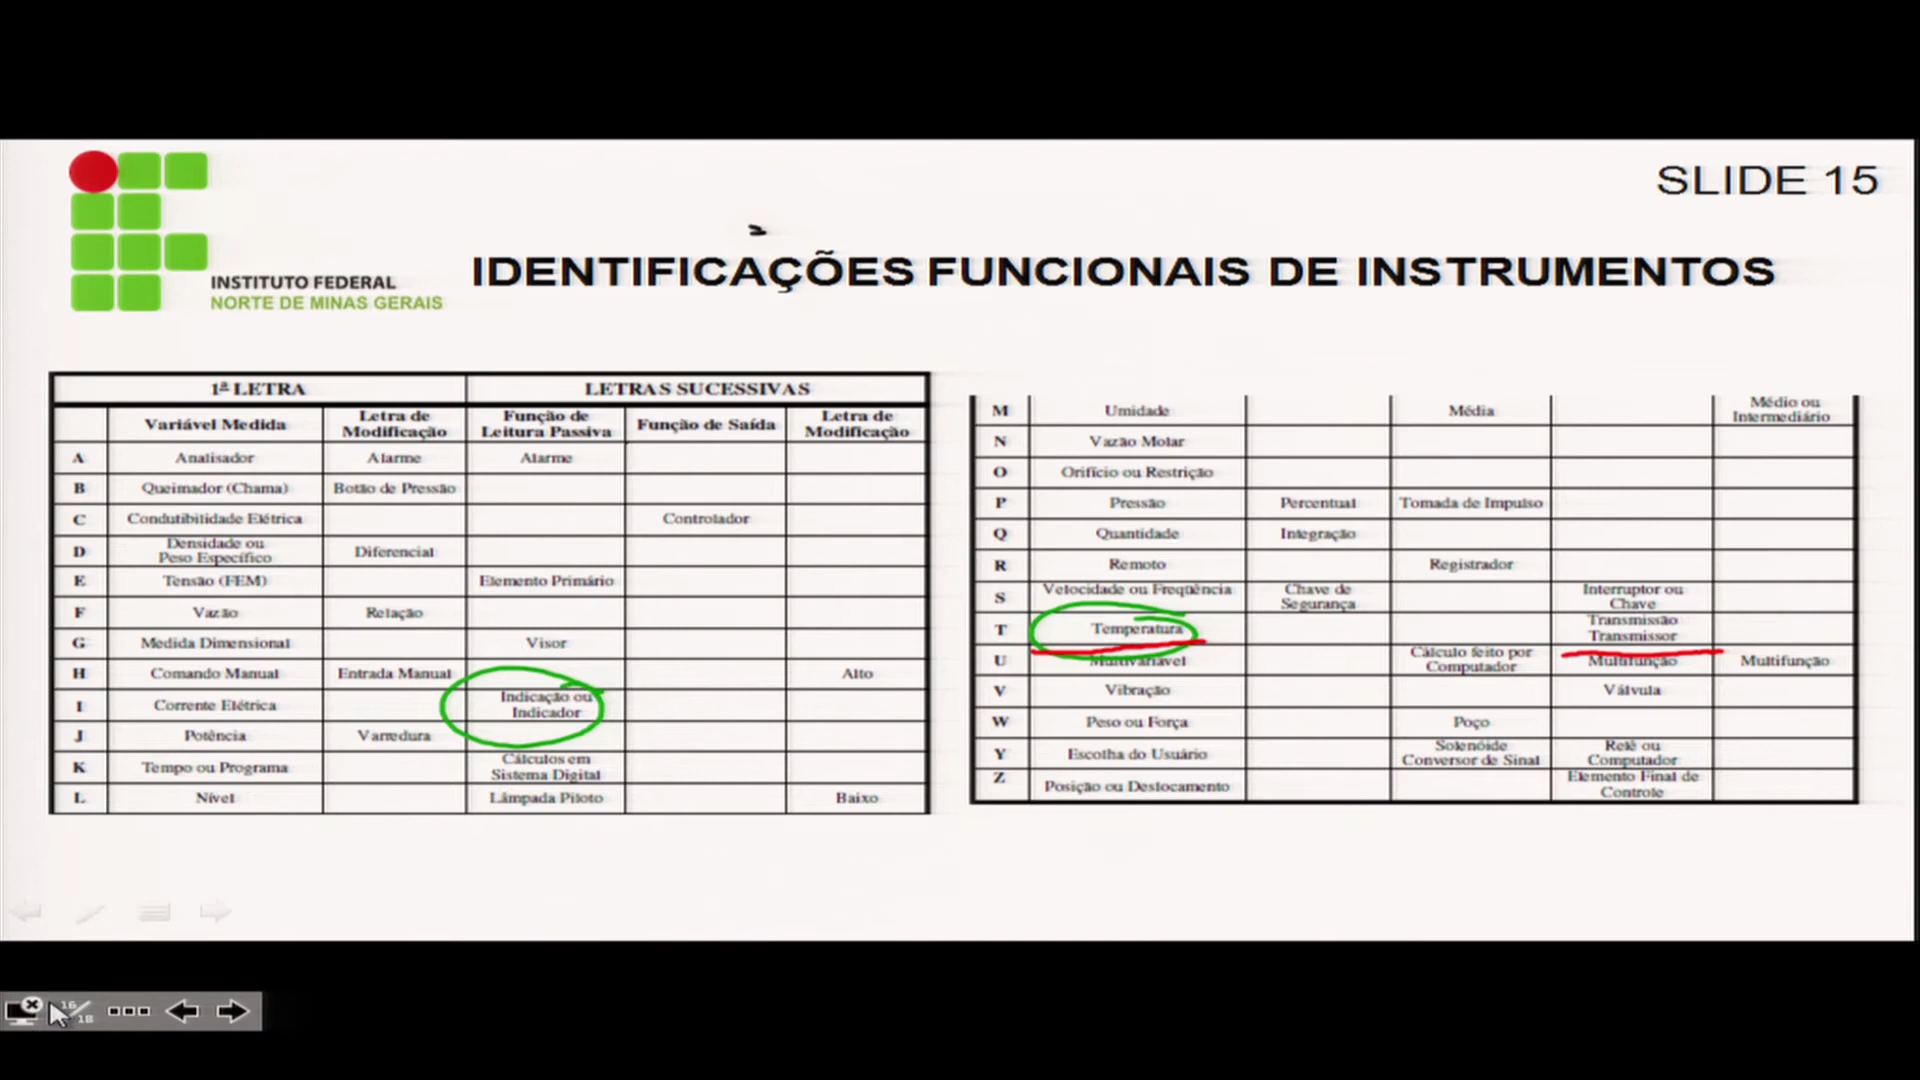 SLIDE 15
INSTITUTO FEDERAL
NORTE DE MINAS GERAIS
IDENTIFICAÇÕES FUNCIONAIS DE INSTRUMENTOS
1ª LETRA LETRAS SUCESSIVAS
Variável Medida Letra de Modificação Função de Leitura Passiva Função de Saída Letra de Modificação
A Analisador Alarme Alarme
B Queimador (Chama) Botão de Pressão
C Condutibilidade Elétrica Controlador
D Densidade ou Peso Específico Diferencial
E Tensão (FEM) Elemento Primário
F Vazão Relação
G Medida Dimensional Visor
H Comando Manual Entrada Manual Alto
I Corrente Elétrica Indicação ou Indicador
J Potência Varredura
K Tempo ou Programa Cálculos em Sistema Digital
L Nível Lâmpada Piloto Baixo
M Umidade Média Médio ou Intermediário
N Vazão Molar
O Orifício ou Restrição
P Pressão Percentual Tomada de Impulso
Q Quantidade Integração
R Remoto Registrador
S Velocidade ou Freqüência Chave de Segurança Interruptor ou Chave
T Temperatura Transmissão Transmissor
U Multivariável Cálculo feito por Computador Multifunção Multifunção
V Vibração Válvula
W Peso ou Força Poço
Y Escolha do Usuário Solenóide Conversor de Sinal Relê ou Computador
Z Posição ou Deslocamento Elemento Final de Controle
16/18